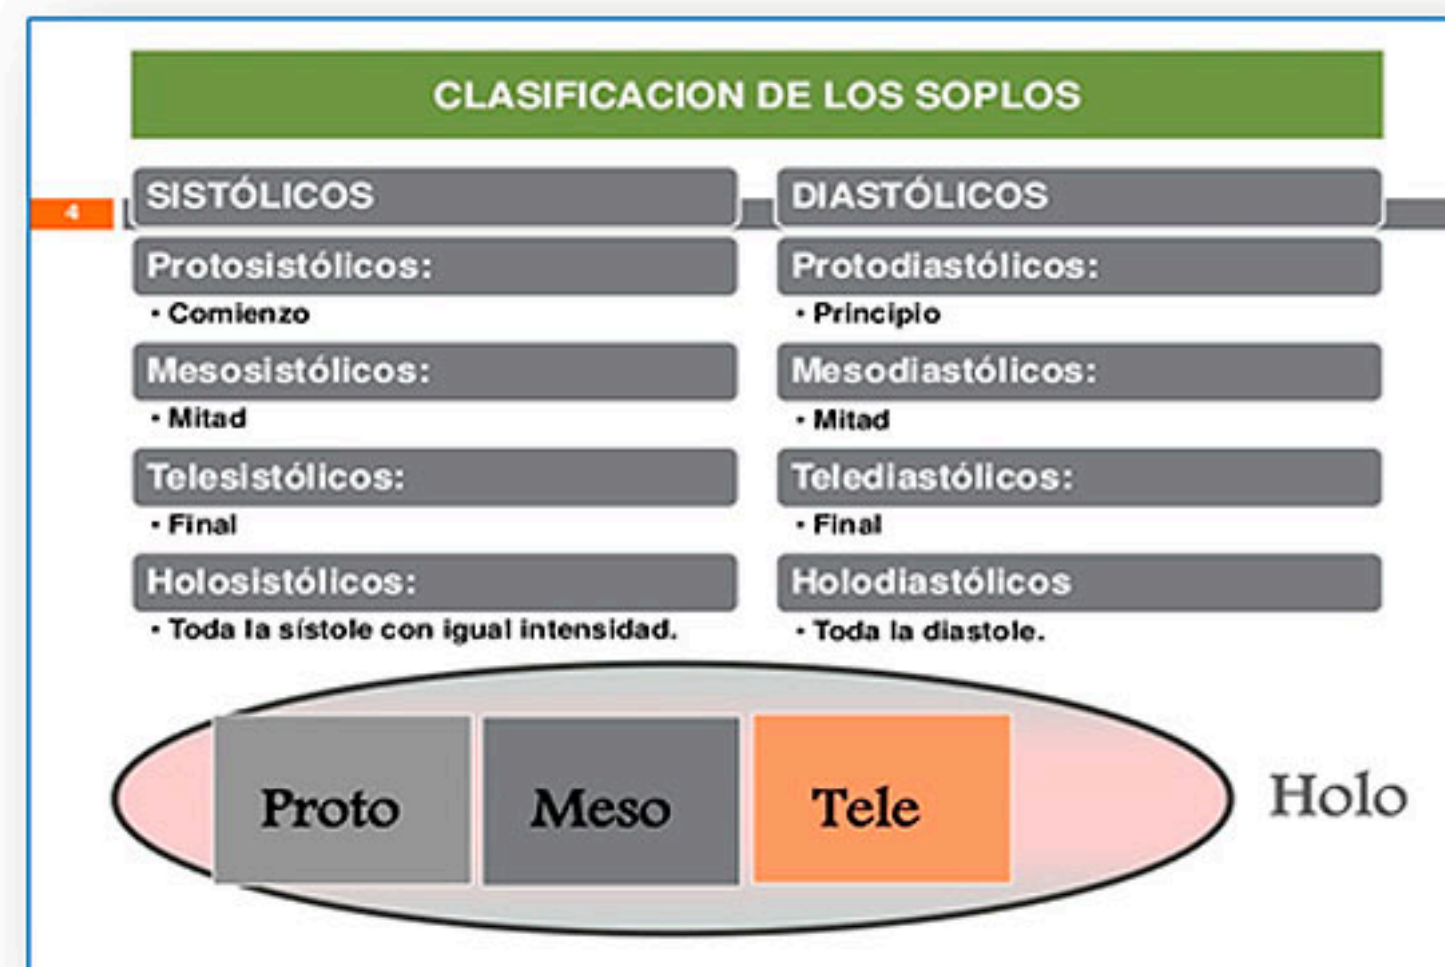 CLASIFICACION DE LOS SOPLOS
4
SISTÓLICOS
Protosistólicos:
• Comienzo
Mesosistólicos:
• Mitad
Telesistólicos:
• Final
Holosistólicos:
• Toda la sístole con igual intensidad.
DIASTÓLICOS
Protodiastólicos:
• Principio
Mesodiastólicos:
• Mitad
Telediastólicos:
• Final
Holodiastólicos
• Toda la diastole.
Proto
Meso
Tele
Holo